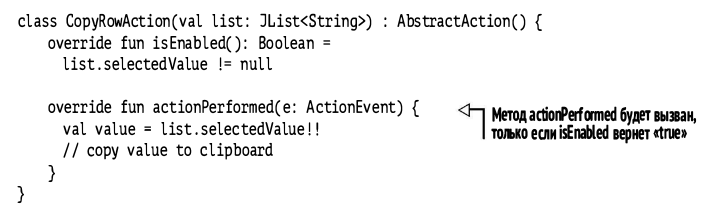 class CopyRowAction(val list: JList<String>) : AbstractAction() {
override fun isEnabled(): Boolean =
list.selectedValue != null
override fun actionPerformed(e: ActionEvent) {
val value = list.selectedValue!!
// copy value to clipboard
}
}
Метод actionPerformed будет вызван,
только если isEnabled вернет «true»